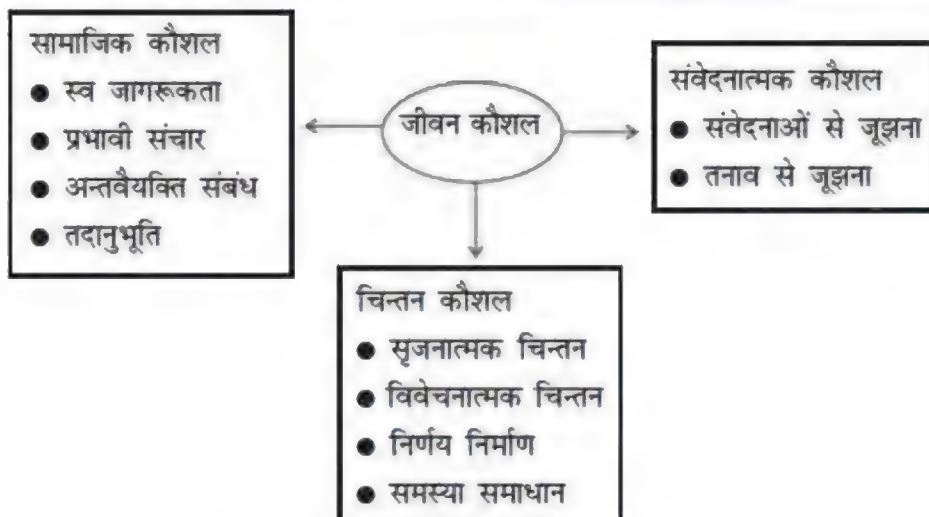 सामाजिक कौशल
● स्व जागरूकता
● प्रभावी संचार
● अन्तवैयक्ति संबंध
● तदानुभूति
जीवन कौशल
संवेदनात्मक कौशल
● संवेदनाओं से जूझना
● तनाव से जूझना
चिन्तन कौशल
● सृजनात्मक चिन्तन
● विवेचनात्मक चिन्तन
● निर्णय निर्माण
● समस्या समाधान